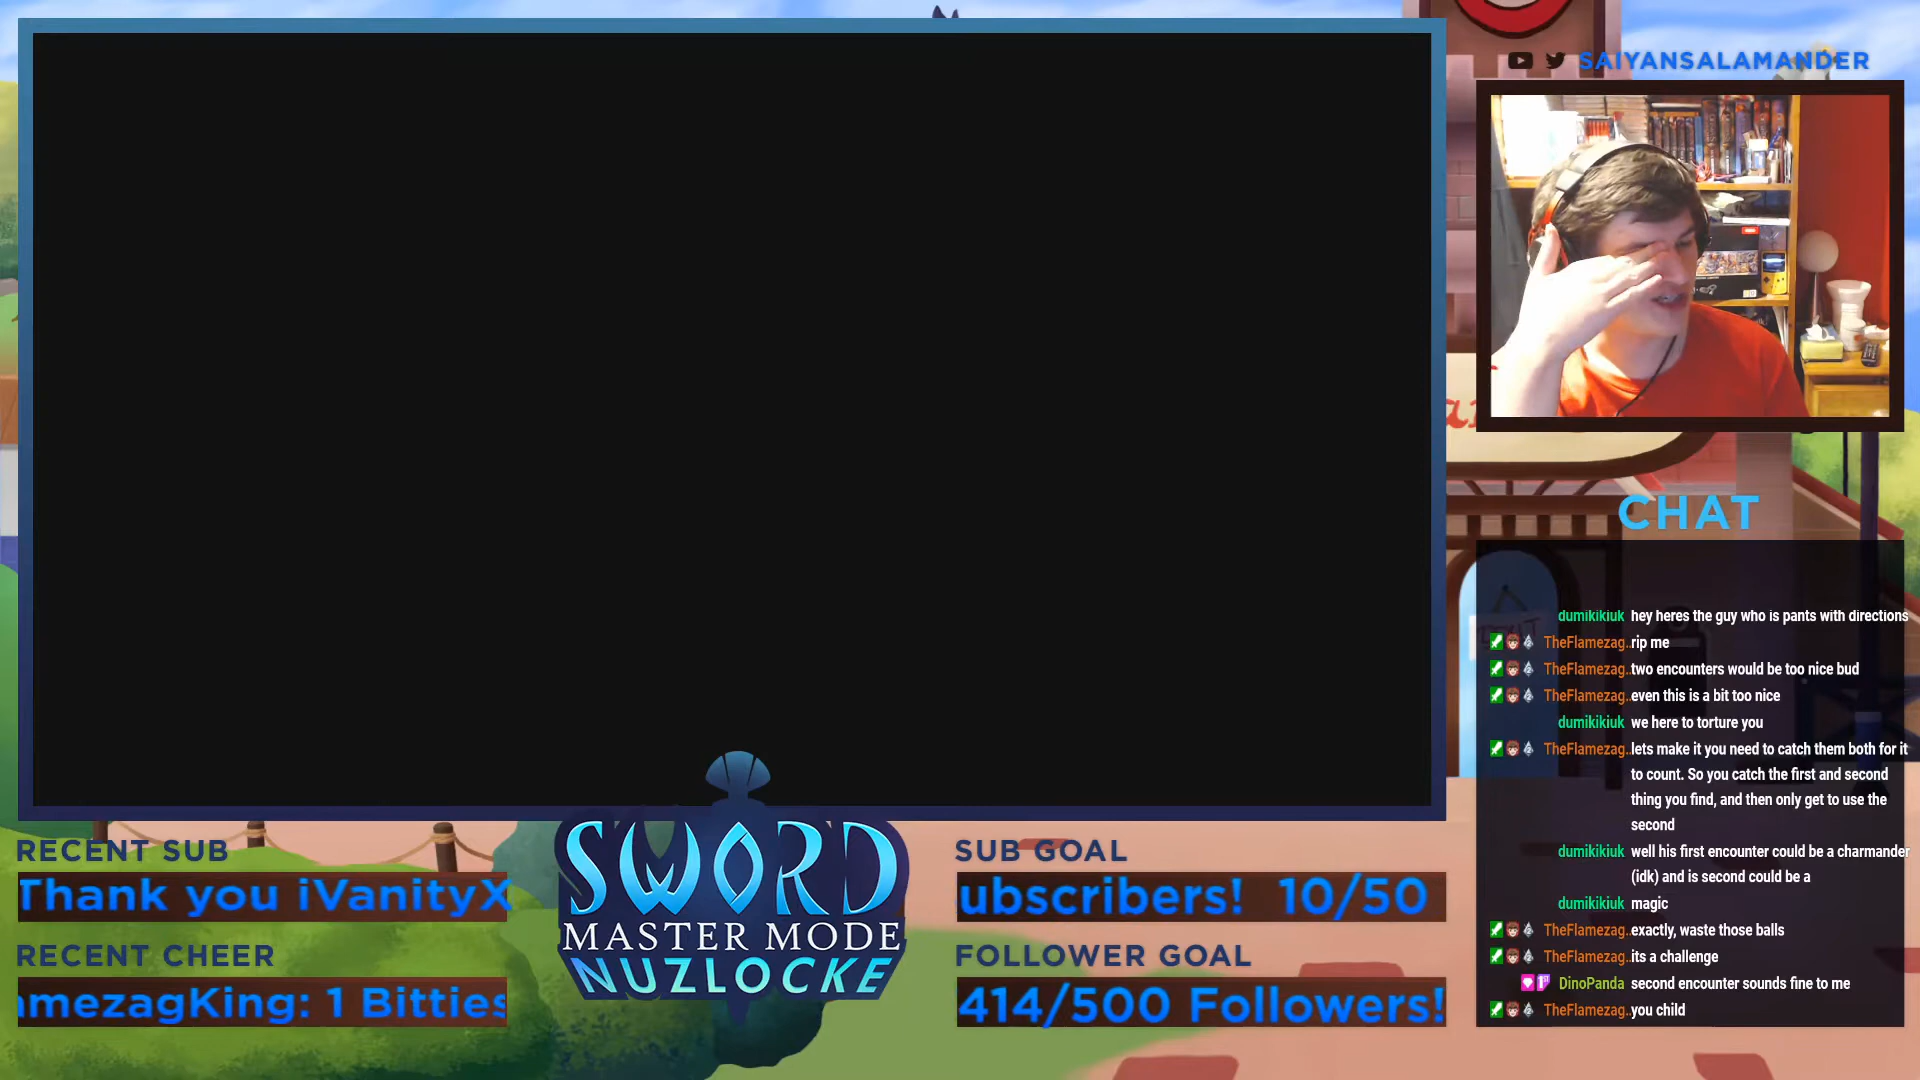 SAIYANSALAMANDER
CHAT
dumikikiuk hey heres the guy who is pants with directions
TheFlamezag.. rip me
TheFlamezag.. two encounters would be too nice bud
TheFlamezag.. even this is a bit too nice
dumikikiuk we here to torture you
TheFlamezag.. lets make it you need to catch them both for it
to count. So you catch the first and second
thing you find, and then only get to use the
second
dumikikiuk well his first encounter could be a charmander
(idk) and is second could be a
dumikikiuk magic
TheFlamezag.. exactly, waste those balls
TheFlamezag.. its a challenge
DinoPanda second encounter sounds fine to me
TheFlamezag.. you child
RECENT SUB
Thank you iVanityX
RECENT CHEER
amezagKing: 1 Bitties
SWORD
MASTER MODE
NUZLOCKE
SUB GOAL
ubscribers! 10/50
FOLLOWER GOAL
414/500 Followers!